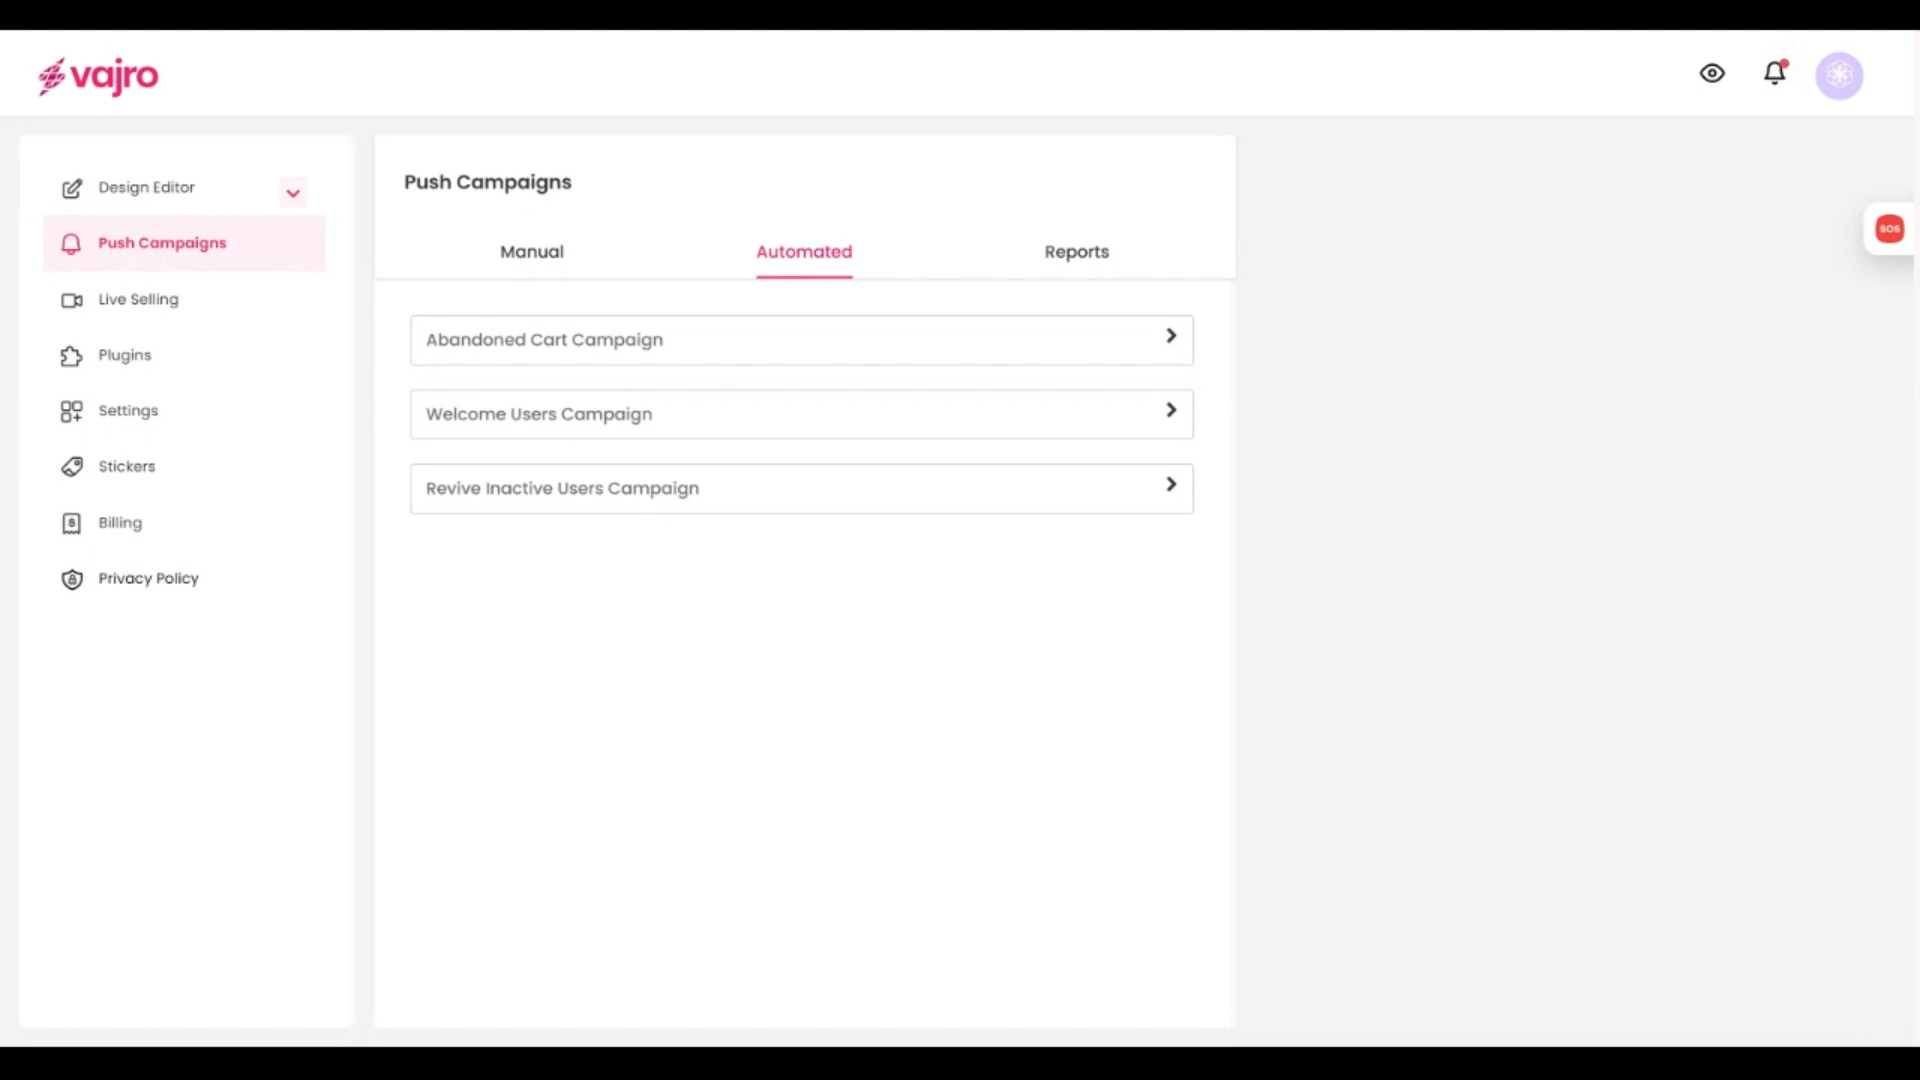 vajro
Design Editor
Push Campaigns
Live Selling
Plugins
Settings
Stickers
Billing
Privacy Policy
Push Campaigns
Manual
Automated
Reports
Abandoned Cart Campaign
Welcome Users Campaign
Revive Inactive Users Campaign
SOS